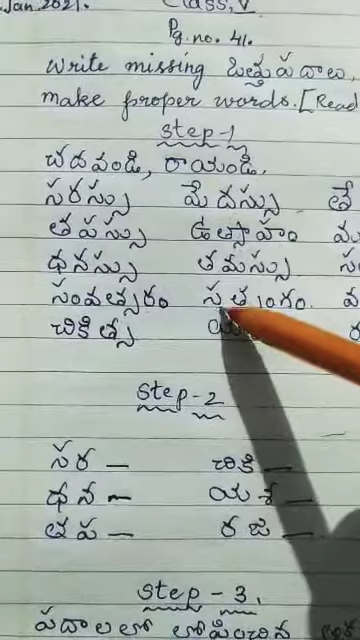 Jan. 2021. Class, V
Pg. no. 41.
write missing ఒత్తు పదాలు,
make proper words. [Read
Step-1
చదవండి, రాయండి.
సరస్సు మేదస్సు తే
తపస్సు ఉత్సాహం
ధనస్సు తమస్సు
సంవత్సరం
చికిత్స
Step-2
సర — చికి —
ధన — యశ —
తప — రజ —
Step-3.
పదాలలో లోపించిన